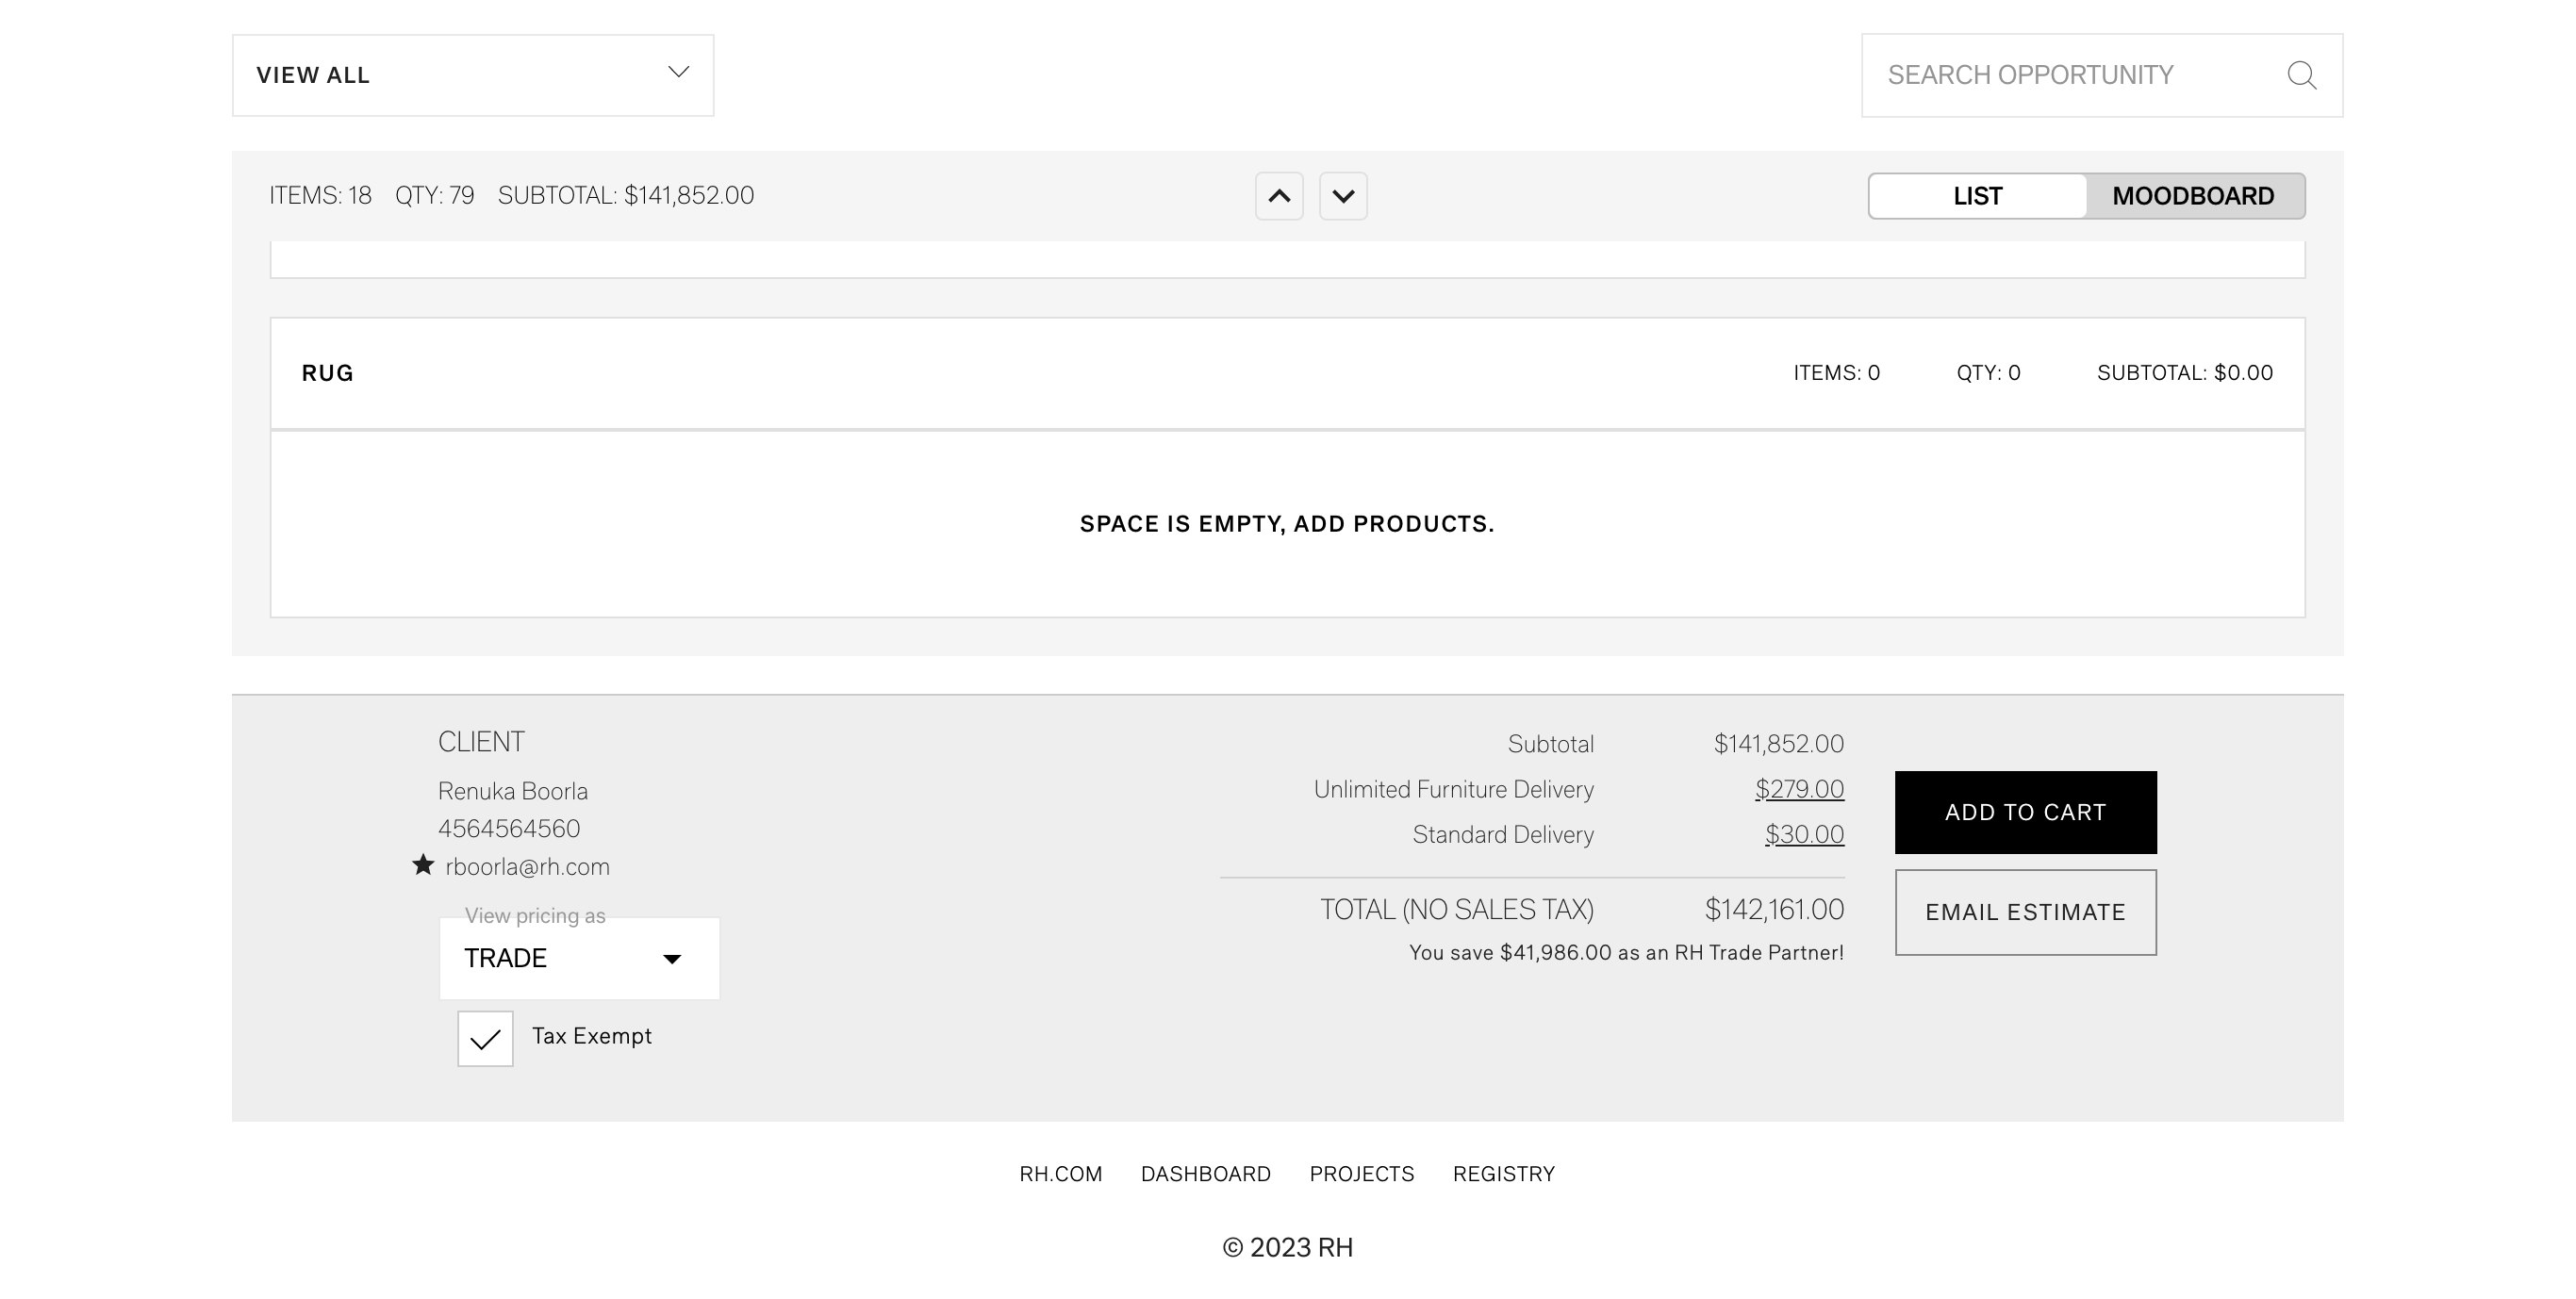 VIEW ALL
SEARCH OPPORTUNITY
ITEMS: 18 QTY: 79 SUBTOTAL: $141,852.00
LIST MOODBOARD
RUG ITEMS: 0 QTY: 0 SUBTOTAL: $0.00
SPACE IS EMPTY, ADD PRODUCTS.
CLIENT
Renuka Boorla
4564564560
rboorla@rh.com
View pricing as
TRADE
Tax Exempt
Subtotal $141,852.00
Unlimited Furniture Delivery $279.00
Standard Delivery $30.00
TOTAL (NO SALES TAX) $142,161.00
You save $41,986.00 as an RH Trade Partner!
ADD TO CART
EMAIL ESTIMATE
RH.COM DASHBOARD PROJECTS REGISTRY
© 2023 RH